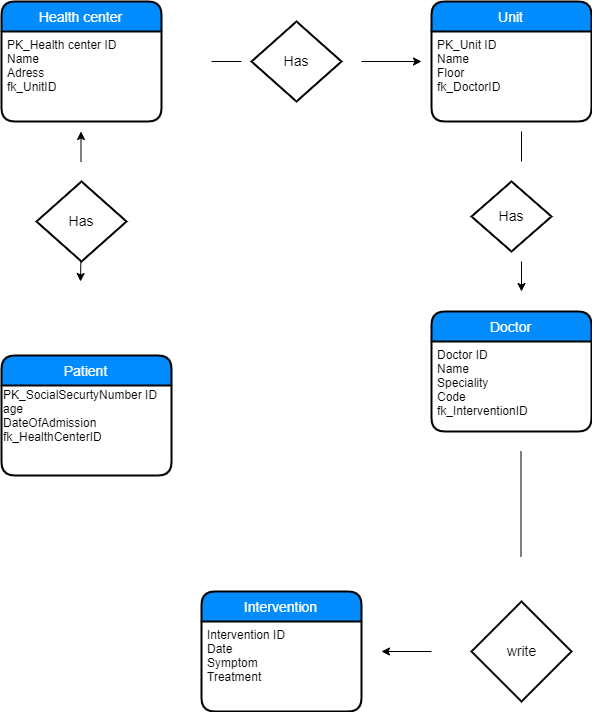 Health center
PK_Health center ID
Name
Adress
fk_UnitID
Has
Unit
PK_Unit ID
Name
Floor
fk_DoctorID
Has
Has
Doctor
Doctor ID
Name
Speciality
Code
fk_InterventionID
Patient
PK_SocialSecurtyNumber ID
age
DateOfAdmission
fk_HealthCenterID
Intervention
Intervention ID
Date
Symptom
Treatment
write